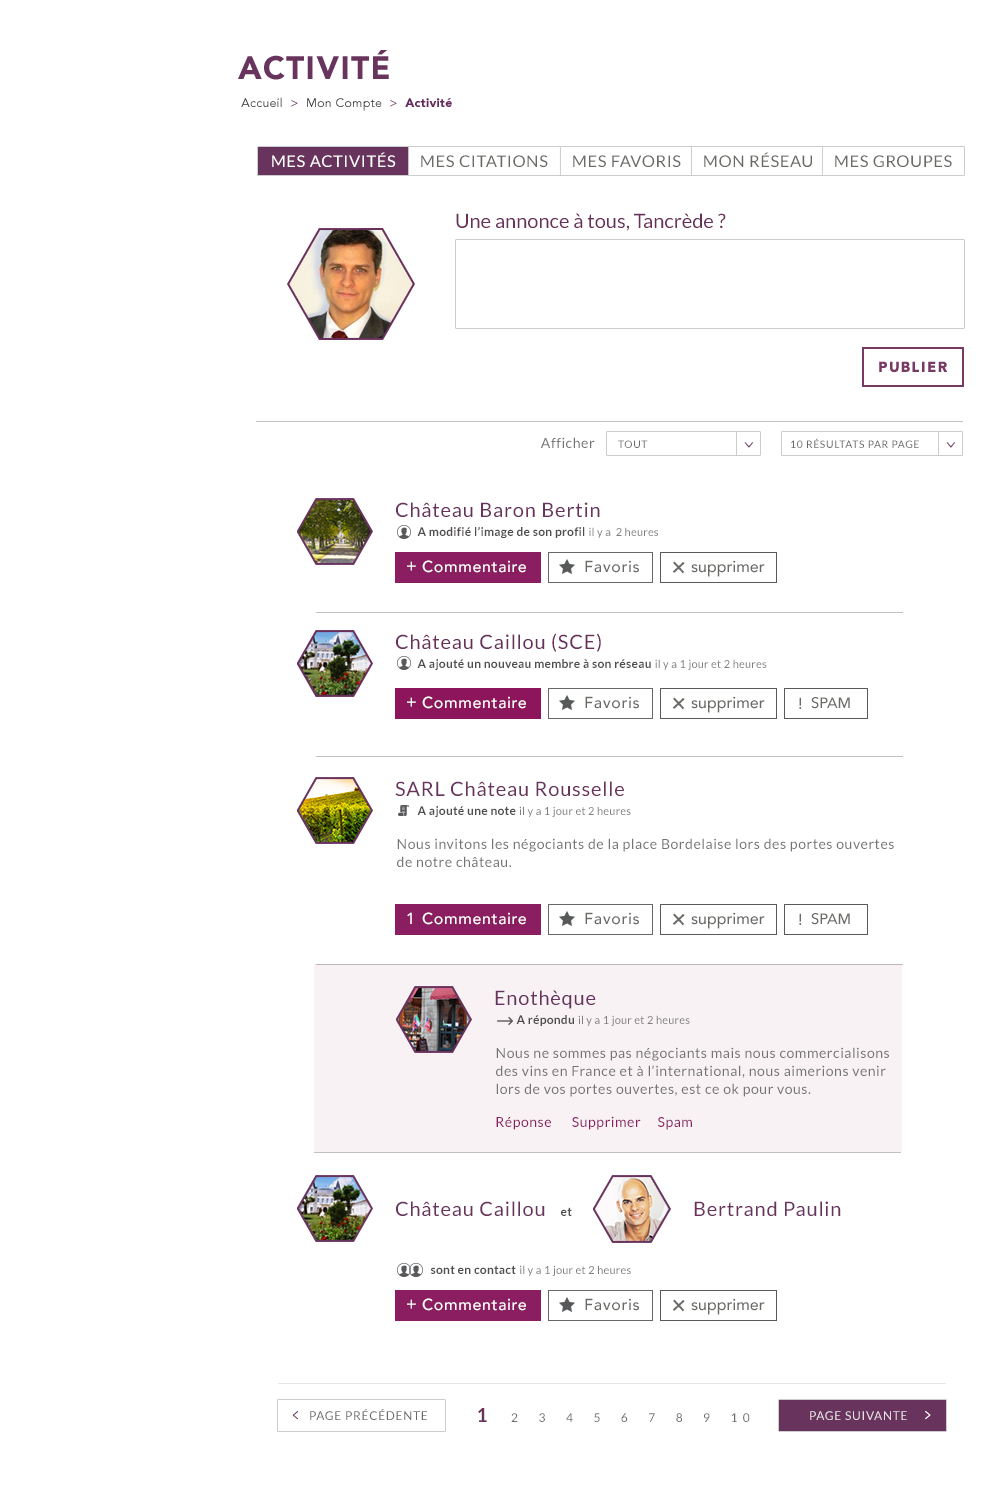 ACTIVITÉ
Accueil > Mon Compte > Activité
MES ACTIVITÉS MES CITATIONS MES FAVORIS MON RÉSEAU MES GROUPES
Une annonce à tous, Tancrède ?
PUBLIER
Afficher TOUT 10 RÉSULTATS PAR PAGE
Château Baron Bertin
A modifié l'image de son profil il y a 2 heures
+ Commentaire Favoris supprimer
Château Caillou (SCE)
A ajouté un nouveau membre à son réseau il y a 1 jour et 2 heures
+ Commentaire Favoris supprimer ! SPAM
SARL Château Rousselle
A ajouté une note il y a 1 jour et 2 heures
Nous invitons les négociants de la place Bordelaise lors des portes ouvertes
de notre château.
1 Commentaire Favoris supprimer ! SPAM
Enothèque
A répondu il y a 1 jour et 2 heures
Nous ne sommes pas négociants mais nous commercialisons
des vins en France et à l'international, nous aimerions venir
lors de vos portes ouvertes, est ce ok pour vous.
Réponse Supprimer Spam
Château Caillou et Bertrand Paulin
sont en contact il y a 1 jour et 2 heures
+ Commentaire Favoris supprimer
< PAGE PRÉCÉDENTE 1 2 3 4 5 6 7 8 9 10 PAGE SUIVANTE >